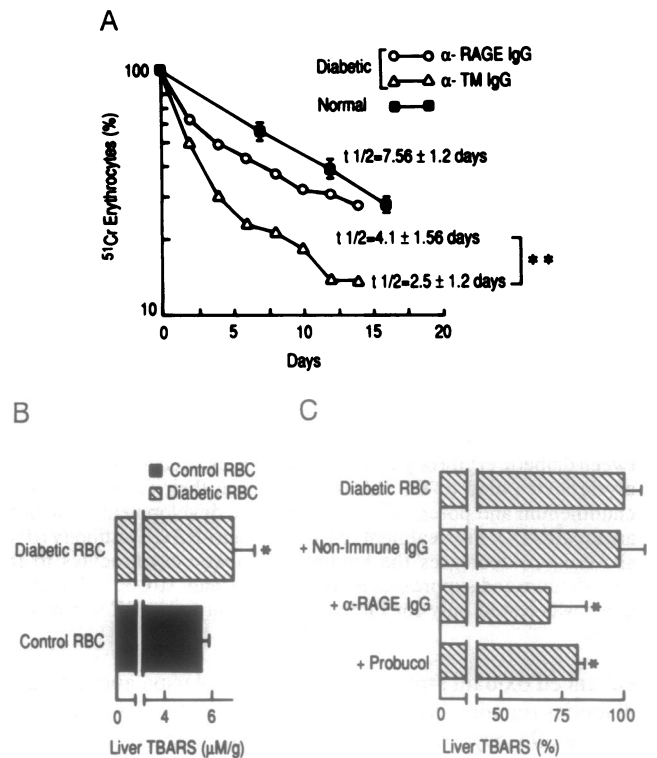 A
Diabetic
α- RAGE IgG
α- TM IgG
Normal
100
10
51Cr Erythrocytes (%)
t 1/2=7.56 ± 1.2 days
t 1/2=4.1 ± 1.56 days
* *
t 1/2=2.5 ± 1.2 days
0 5 10 15 20
Days
B
Control RBC
Diabetic RBC
Diabetic RBC
*
Control RBC
0 4 6
Liver TBARS (μM/g)
C
Diabetic RBC
+ Non-Immune IgG
+ α-RAGE IgG
*
+ Probucol
*
0 50 75 100
Liver TBARS (%)